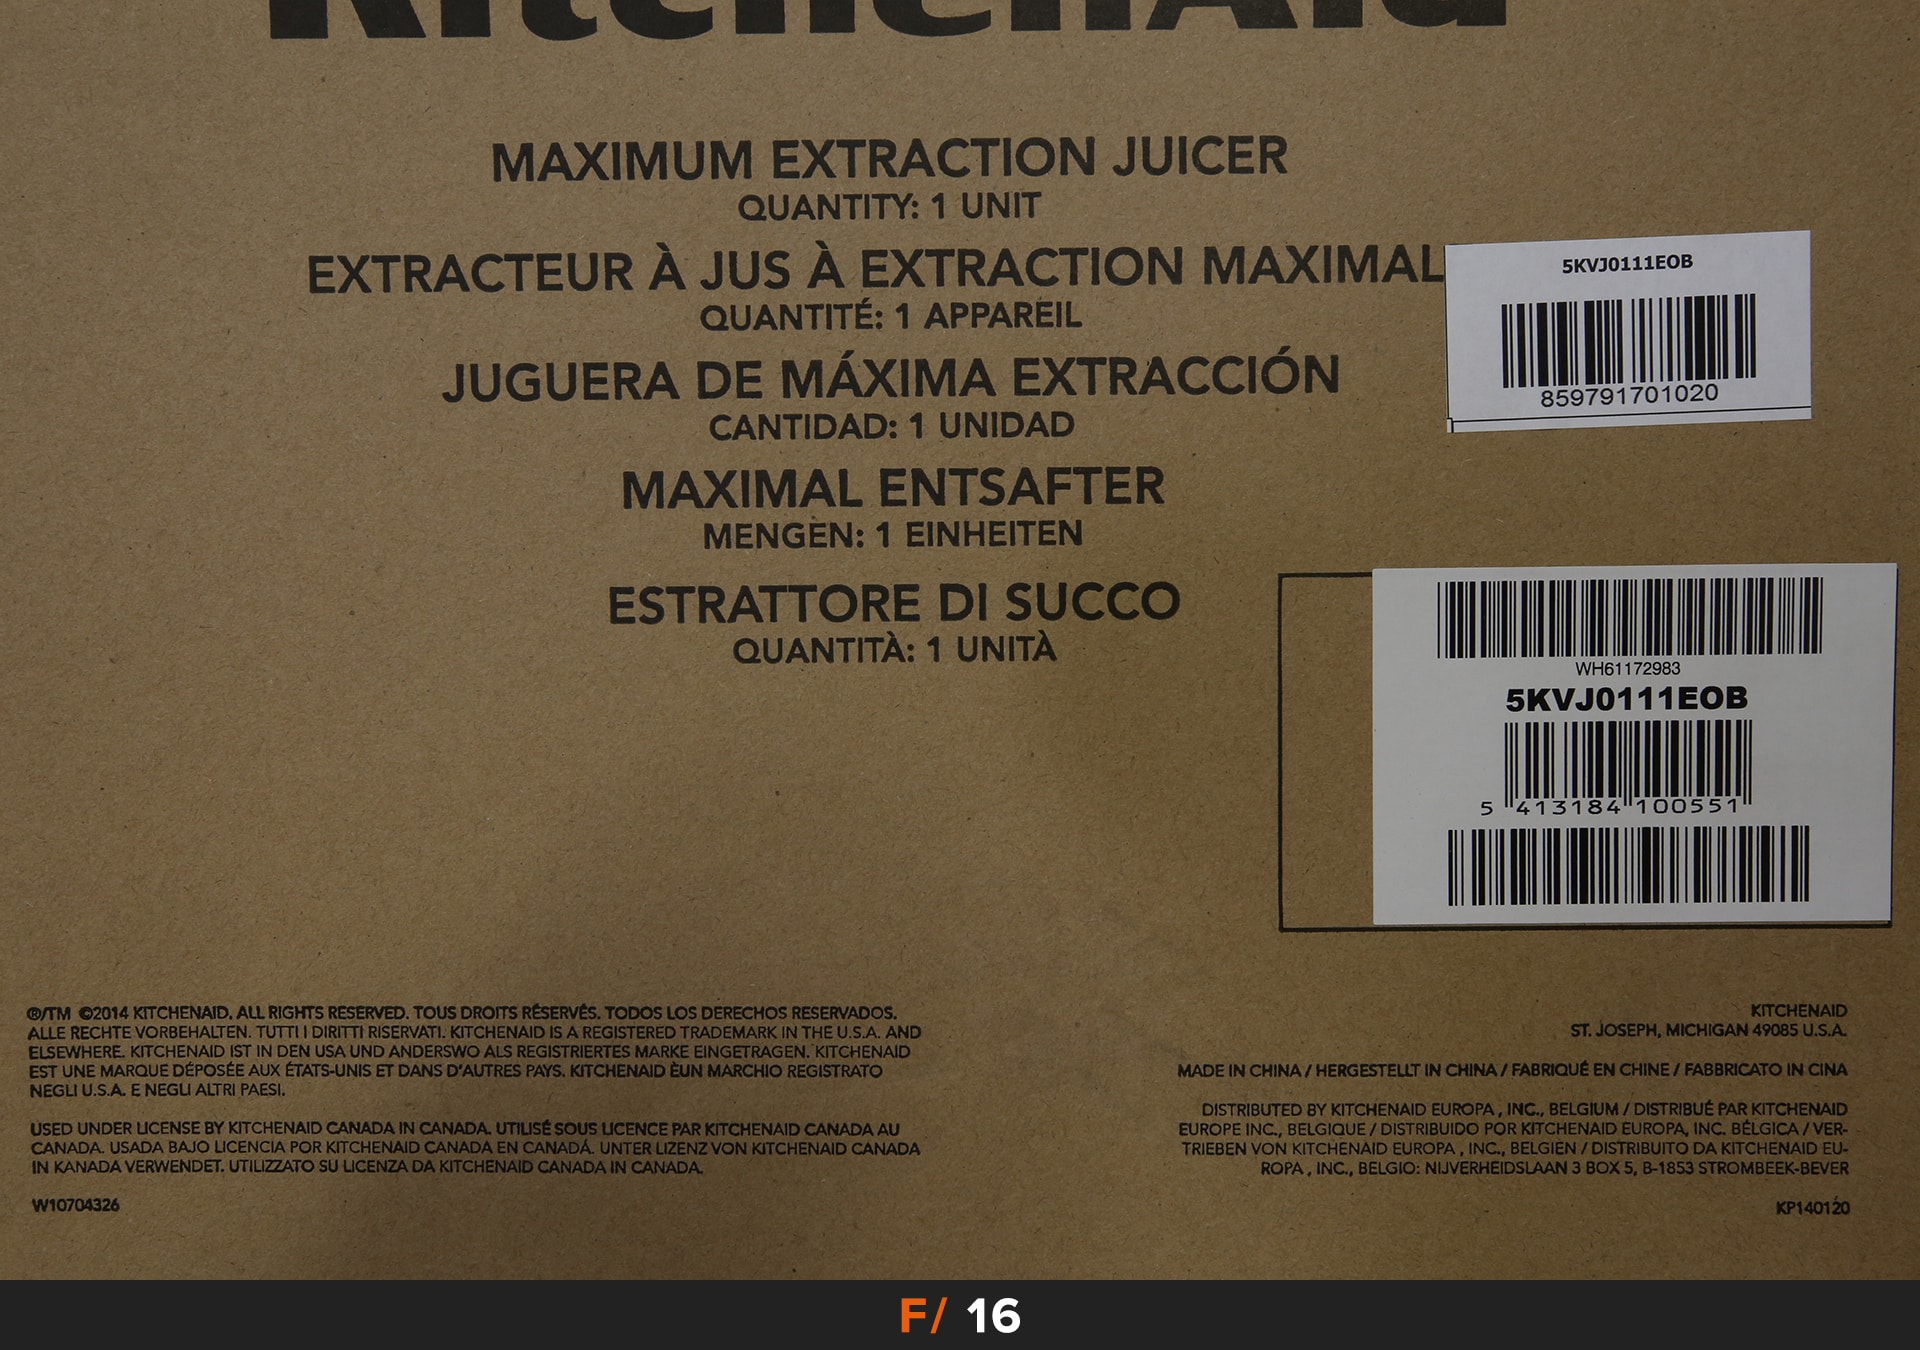 KitchenAid
MAXIMUM EXTRACTION JUICER
QUANTITY: 1 UNIT
EXTRACTEUR À JUS À EXTRACTION MAXIMAL
QUANTITÉ: 1 APPAREIL
JUGUERA DE MÁXIMA EXTRACCIÓN
CANTIDAD: 1 UNIDAD
MAXIMAL ENTSAFTER
MENGEN: 1 EINHEITEN
ESTRATTORE DI SUCCO
QUANTITÀ: 1 UNITÀ
5KVJ0111EOB
859791701020
WH61172983
5KVJ0111EOB
5 413184 100551
®/TM ©2014 KITCHENAID. ALL RIGHTS RESERVED. TOUS DROITS RÉSERVÉS. TODOS LOS DERECHOS RESERVADOS.
ALLE RECHTE VORBEHALTEN. TUTTI I DIRITTI RISERVATI. KITCHENAID IS A REGISTERED TRADEMARK IN THE U.S.A. AND
ELSEWHERE. KITCHENAID IST IN DEN USA UND ANDERSWO ALS REGISTRIERTES MARKE EINGETRAGEN. KITCHENAID
EST UNE MARQUE DÉPOSÉE AUX ÉTATS-UNIS ET DANS D'AUTRES PAYS. KITCHENAID ÈUN MARCHIO REGISTRATO
NEGLI U.S.A. E NEGLI ALTRI PAESI.
USED UNDER LICENSE BY KITCHENAID CANADA IN CANADA. UTILISÉ SOUS LICENCE PAR KITCHENAID CANADA AU
CANADA. USADA BAJO LICENCIA POR KITCHENAID CANADA EN CANADÁ. UNTER LIZENZ VON KITCHENAID CANADA
IN KANADA VERWENDET. UTILIZZATO SU LICENZA DA KITCHENAID CANADA IN CANADA.
W10704326
KITCHENAID
ST. JOSEPH, MICHIGAN 49085 U.S.A.
MADE IN CHINA / HERGESTELLT IN CHINA / FABRIQUÉ EN CHINE / FABBRICATO IN CINA
DISTRIBUTED BY KITCHENAID EUROPA , INC., BELGIUM / DISTRIBUÉ PAR KITCHENAID
EUROPE INC., BELGIQUE / DISTRIBUIDO POR KITCHENAID EUROPA, INC. BÉLGICA / VER-
TRIEBEN VON KITCHENAID EUROPA , INC., BELGIEN / DISTRIBUITO DA KITCHENAID EU-
ROPA , INC., BELGIO: NIJVERHEIDSLAAN 3 BOX 5, B-1853 STROMBEEK-BEVER
KP140120
F/ 16